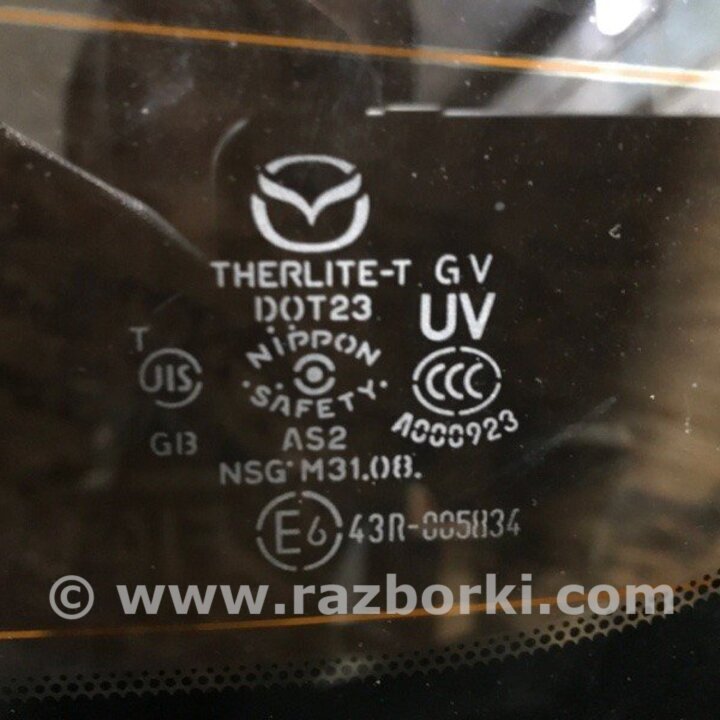 THERLITE-T GV
DOT23 UV
T
JIS
NIPPON
SAFETY
CCC
A000923
GB AS2
NSG M31.08.
E6 43R-005834
© www.razborki.com